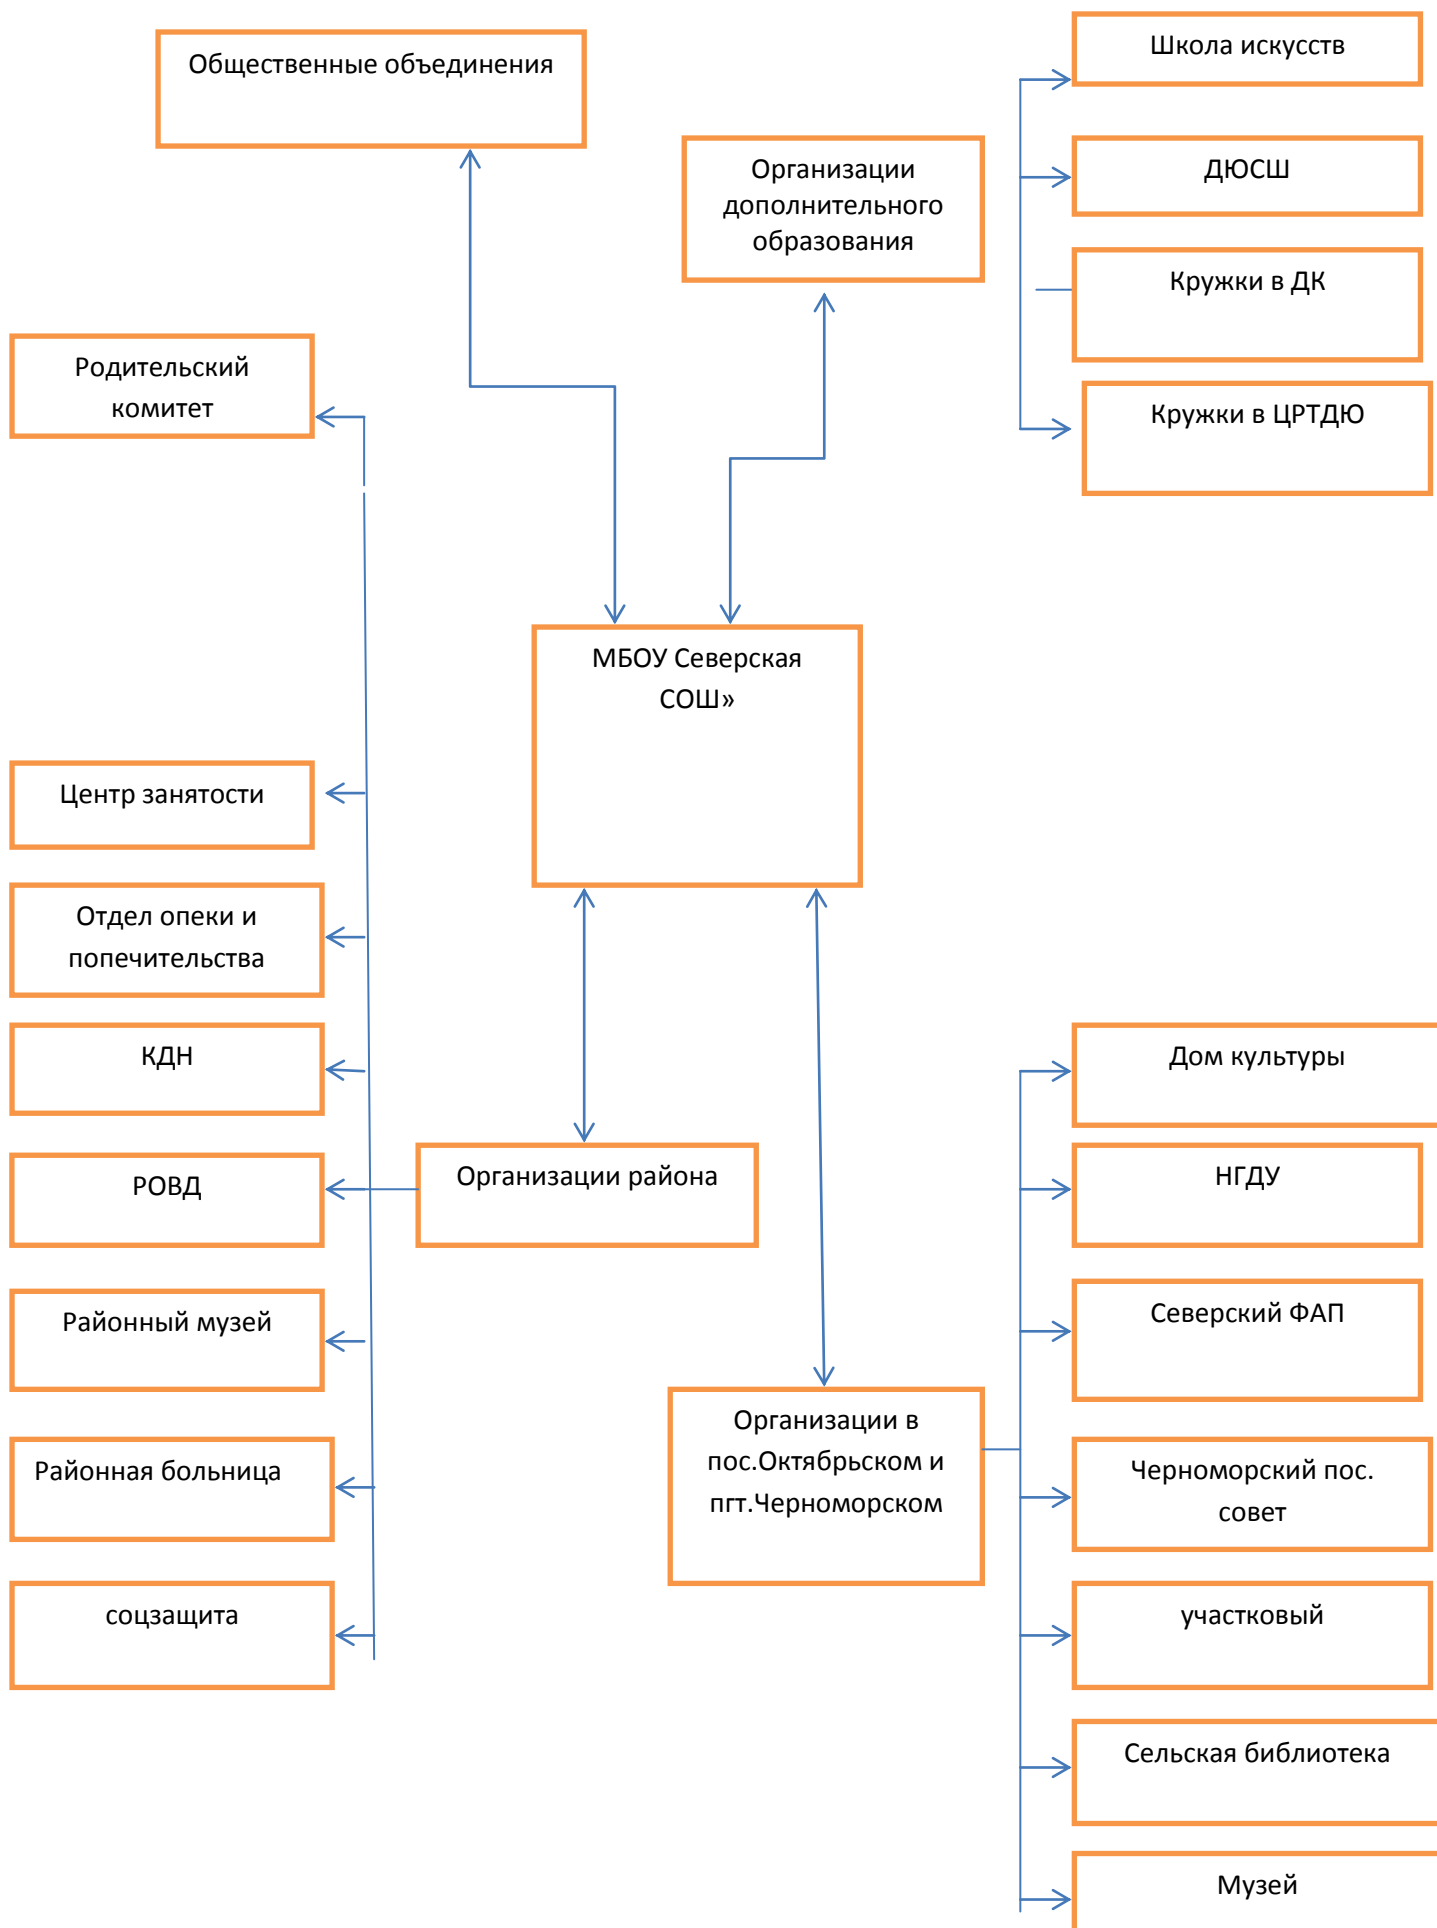 Школа искусств
Общественные объединения
Организации
дополнительного
образования
ДЮСШ
Кружки в ДК
Родительский
комитет
Кружки в ЦРТДЮ
МБОУ Северская
СОШ»
Центр занятости
Отдел опеки и
попечительства
КДН
Дом культуры
РОВД
Организации района
НГДУ
Районный музей
Северский ФАП
Организации в
пос.Октябрьском и
пгт.Черноморском
Районная больница
Черноморский пос.
совет
соцзащита
участковый
Сельская библиотека
Музей